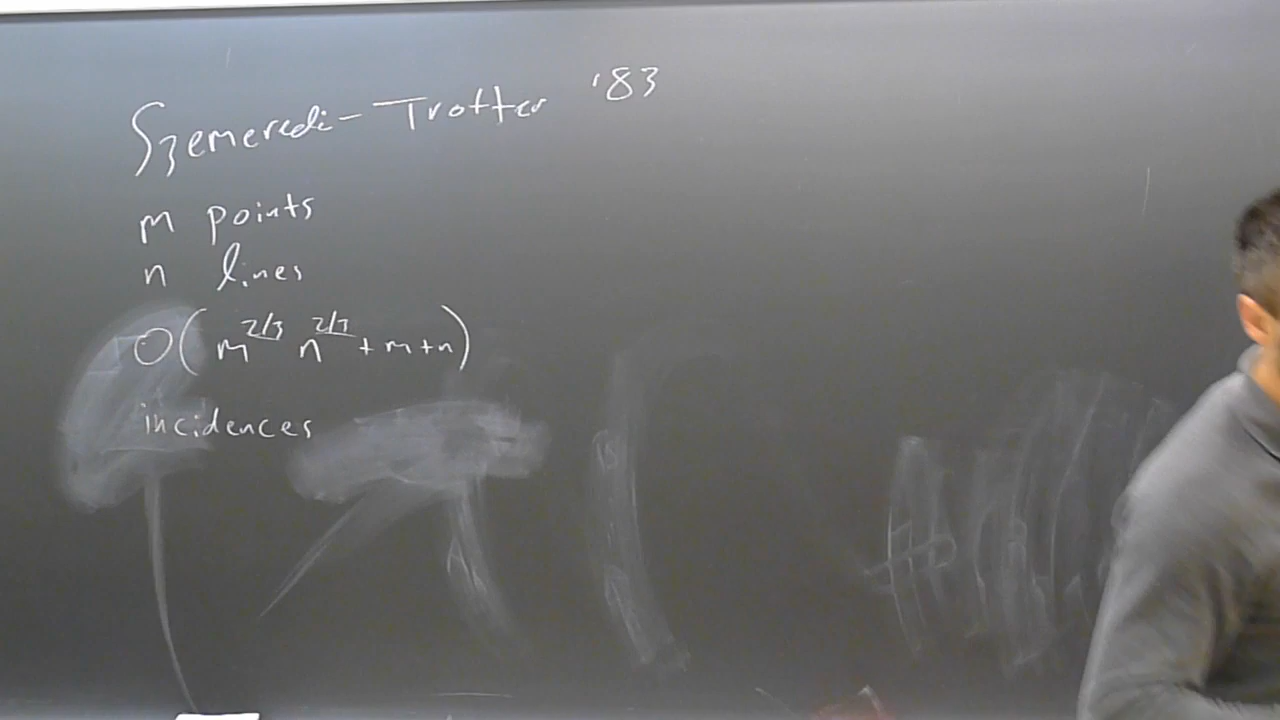 Szemeredi-Trotter '83
m points
n lines
O(m^{2/3} n^{2/3} + m + n)
incidences